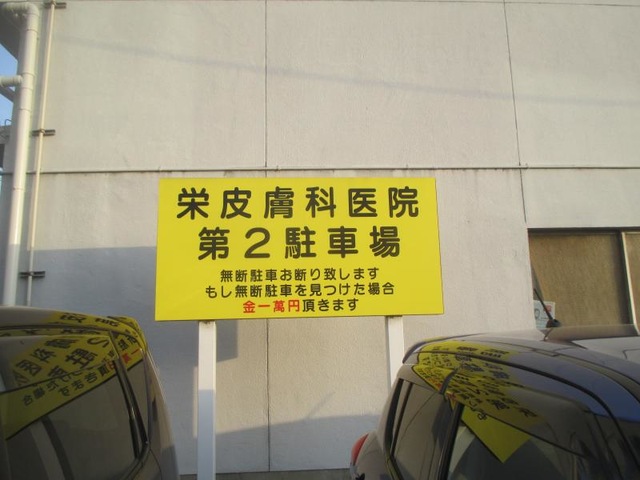 栄皮膚科医院
第2駐車場
無断駐車お断り致します
もし無断駐車を見つけた場合
金一萬円頂きます